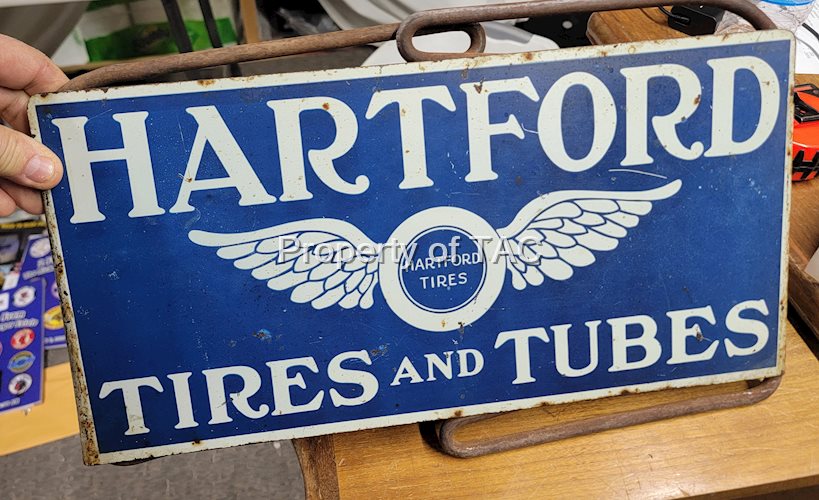 HARTFORD
Property of TAC
HARTFORD
TIRES
TIRES AND TUBES